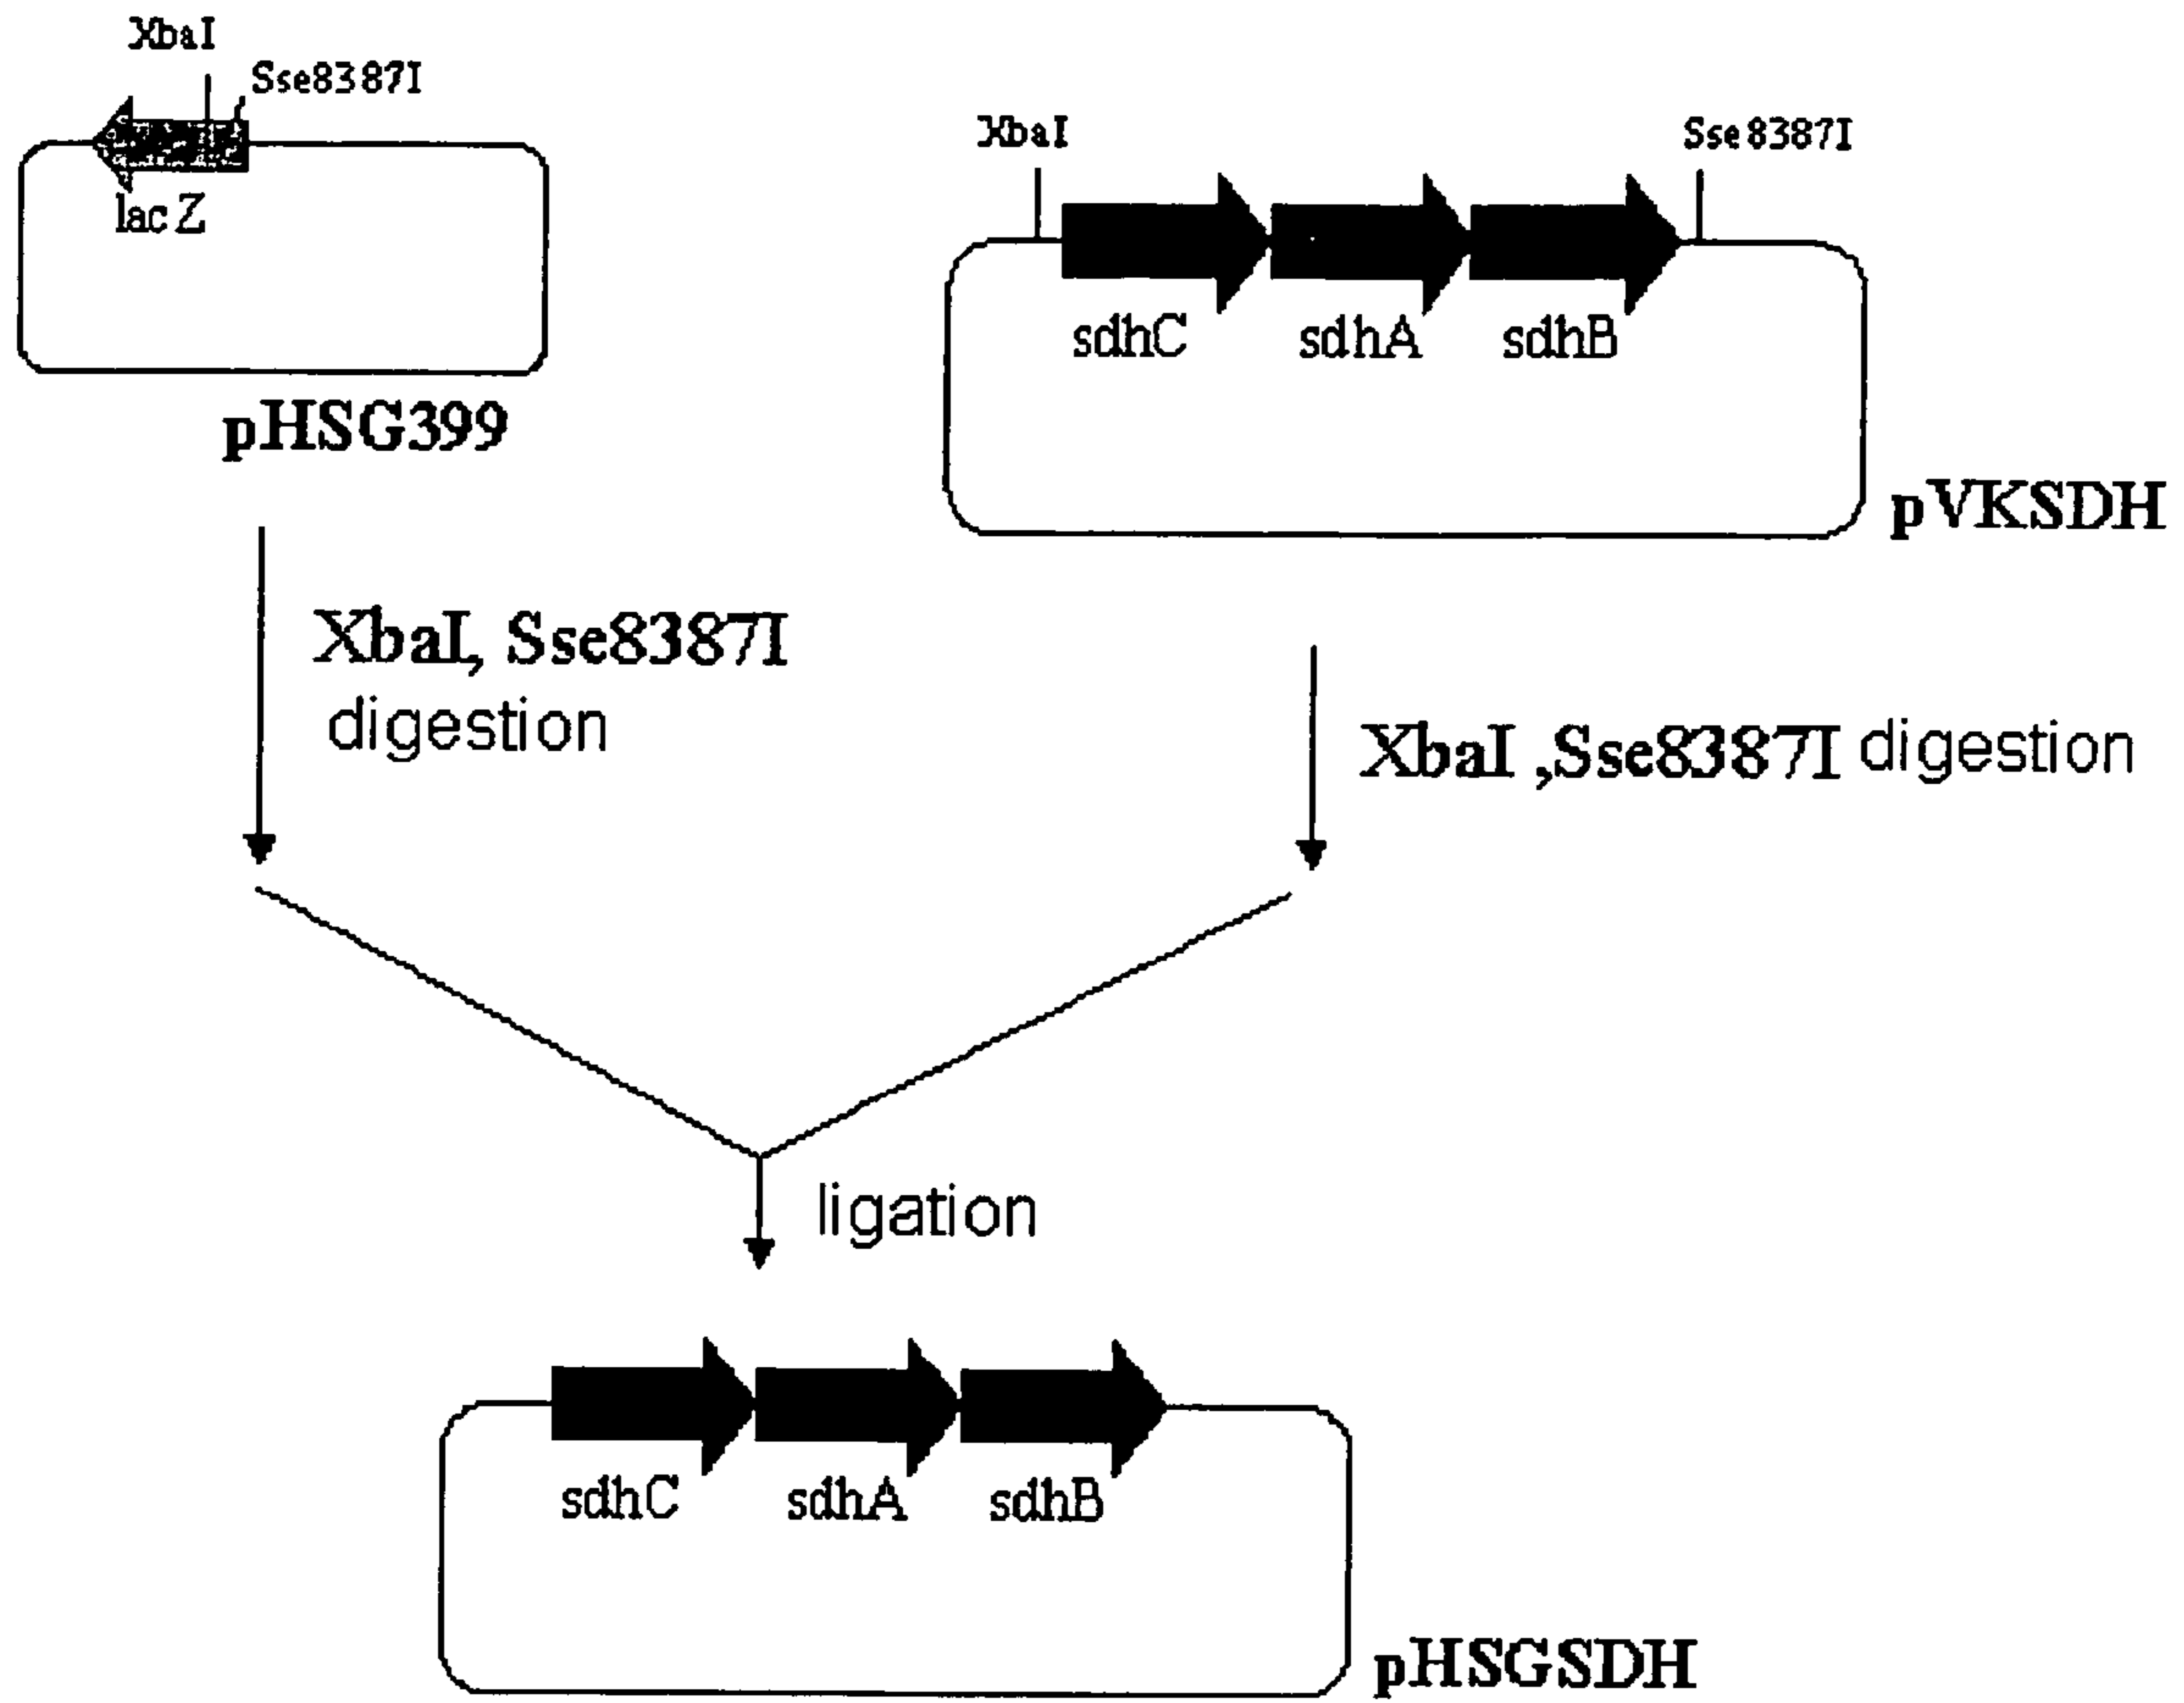 XbaI
Sse8387I
lacZ
pHSG399
XbaI
Sse8387I
sdhC sdhA sdhB
pVKSDH
XbaI, Sse8387I
digestion
XbaI ,Sse8387I digestion
ligation
sdhC sdhA sdhB
pHSGSDH